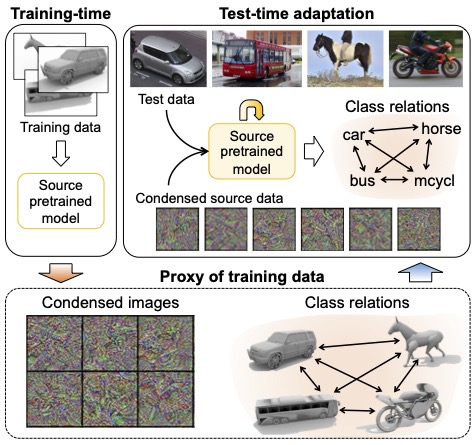 Training-time
Training data
Source
pretrained
model
Test-time adaptation
Test data
Source
pretrained
model
Condensed source data
Class relations
car
horse
bus
mcycl
Proxy of training data
Condensed images
Class relations